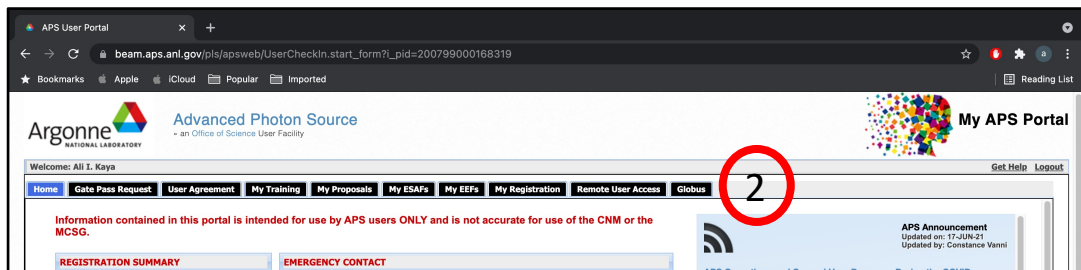 APS User Portal
beam.aps.anl.gov/pls/apsweb/UserCheckIn.start_form?i_pid=200799000168319
a
Bookmarks Apple iCloud Popular Imported Reading List
Argonne
NATIONAL LABORATORY
Advanced Photon Source
- an Office of Science User Facility
My APS Portal
Welcome: Ali I. Kaya Get Help Logout
Home Gate Pass Request User Agreement My Training My Proposals My ESAFs My EEFs My Registration Remote User Access Globus
2
Information contained in this portal is intended for use by APS users ONLY and is not accurate for use of the CNM or the
MCSG.
APS Announcement
Updated on: 17-JUN-21
Updated by: Constance Vanni
REGISTRATION SUMMARY EMERGENCY CONTACT